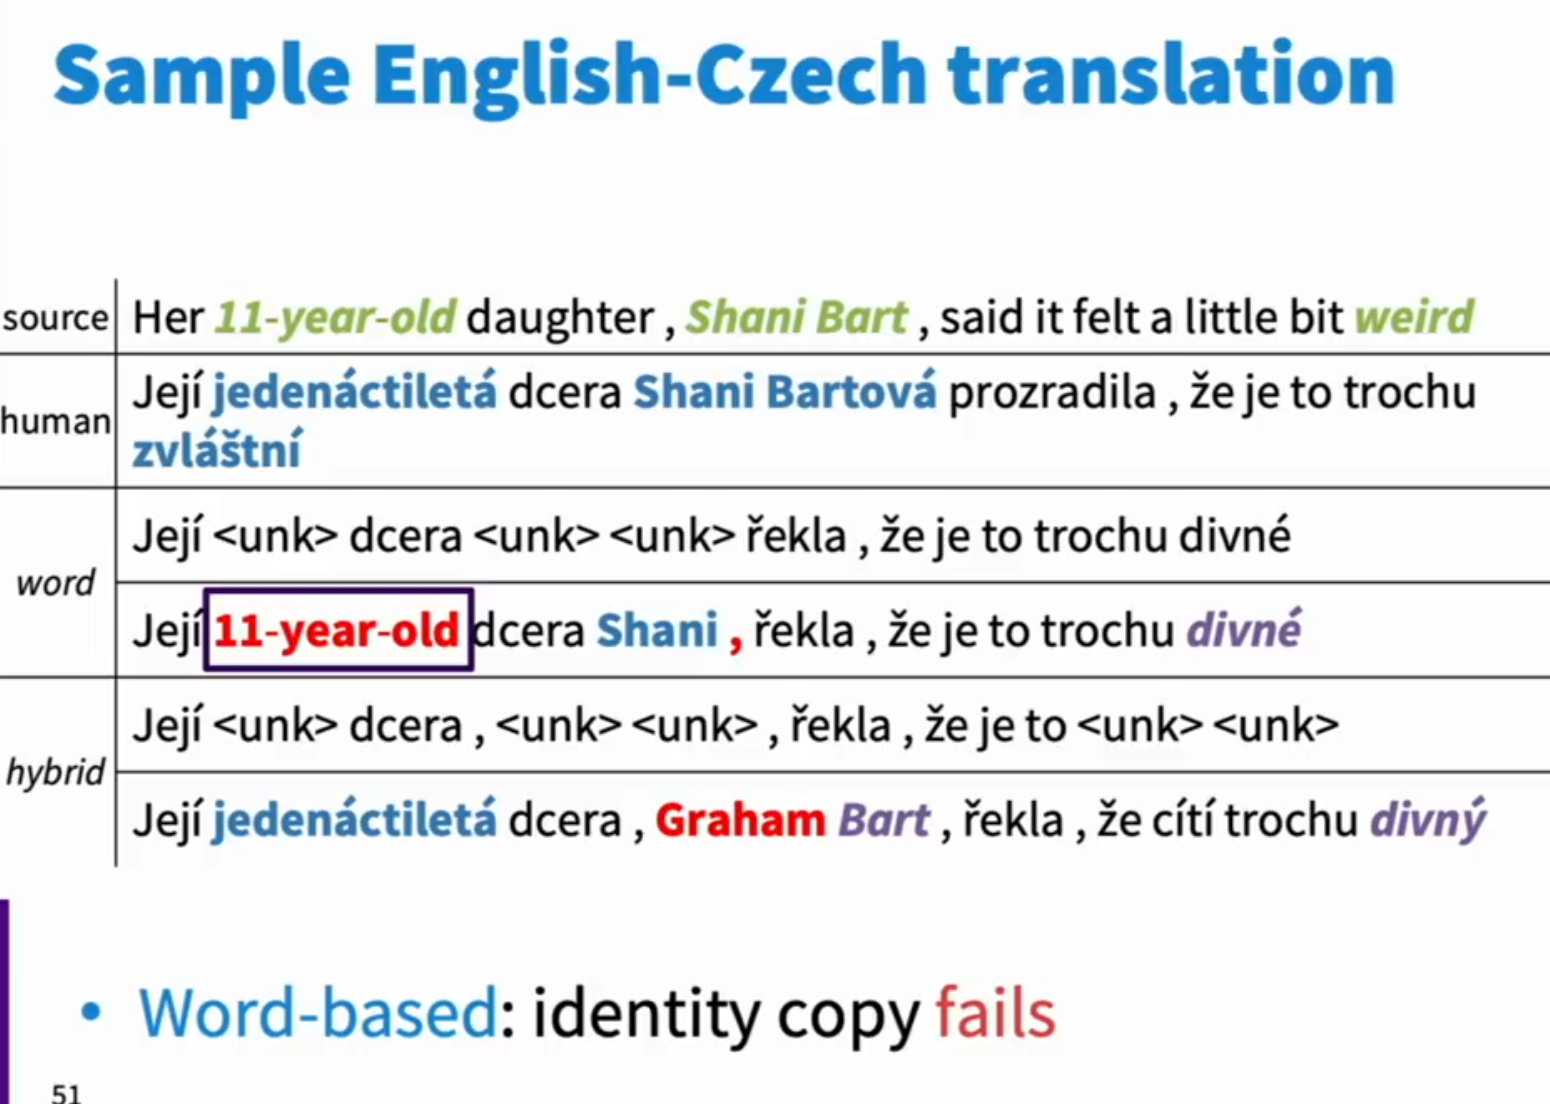 Sample English-Czech translation
source Her 11-year-old daughter , Shani Bart , said it felt a little bit weird
human Její jedenáctiletá dcera Shani Bartová prozradila , že je to trochu
zvláštní
word
Její <unk> dcera <unk> <unk> řekla , že je to trochu divné
Její 11-year-old dcera Shani , řekla , že je to trochu divné
hybrid
Její <unk> dcera , <unk> <unk> , řekla , že je to <unk> <unk>
Její jedenáctiletá dcera , Graham Bart , řekla , že cítí trochu divný
• Word-based: identity copy fails
51